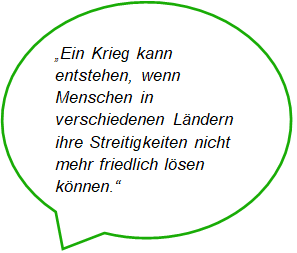 „Ein Krieg kann
entstehen, wenn
Menschen in
verschiedenen Ländern
ihre Streitigkeiten nicht
mehr friedlich lösen
können.“